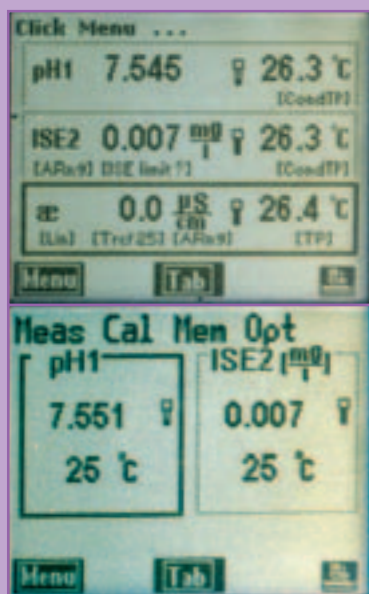 Click Menu ...
pH1 7.545 26.3 °C
[CondTP]
ISE2 0.007 mg/l 26.3 °C
[ARn9] [ISE limit?] [CondTP]
æ 0.0 µS/cm 26.4 °C
[Lin] [Tref25] [ARn9] [TP]
Menu Tab
Meas Cal Mem Opt
pH1 ISE2 [mg/l]
7.551 0.007
25 °C 25 °C
Menu Tab